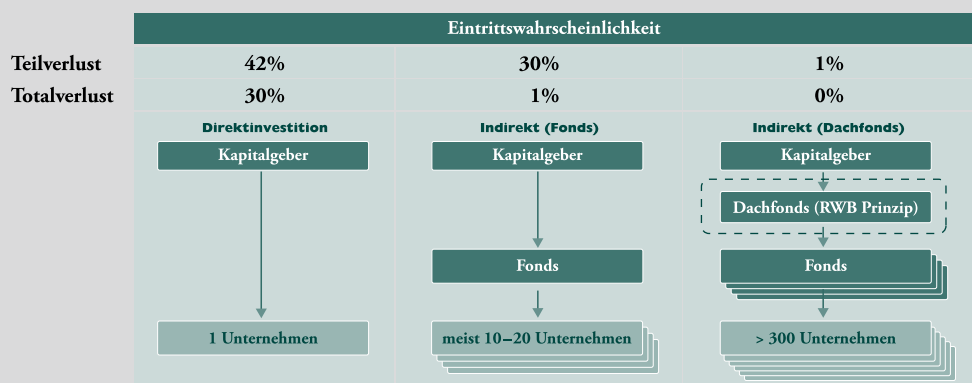 Eintrittswahrscheinlichkeit
Teilverlust 42% 30% 1%
Totalverlust 30% 1% 0%
Direktinvestition Indirekt (Fonds) Indirekt (Dachfonds)
Kapitalgeber Kapitalgeber Kapitalgeber
Dachfonds (RWB Prinzip)
Fonds Fonds
1 Unternehmen meist 10–20 Unternehmen > 300 Unternehmen